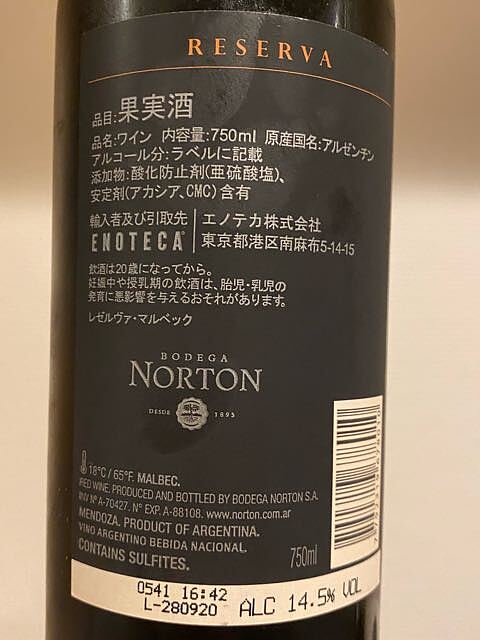 RESERVA
品目:果実酒
品名:ワイン 内容量:750ml 原産国名:アルゼンチン
アルコール分:ラベルに記載
添加物:酸化防止剤(亜硫酸塩)、
安定剤(アカシア、CMC)含有
輸入者及び引取先 エノテカ株式会社
ENOTECA 東京都港区南麻布5-14-15
飲酒は20歳になってから。
妊娠中や授乳期の飲酒は、胎児・乳児の
発育に悪影響を与えるおそれがあります。
レゼルヴァ・マルベック
BODEGA
NORTON
DESDE 1895
18°C / 65°F. MALBEC.
RED WINE. PRODUCED AND BOTTLED BY BODEGA NORTON S.A.
INV N° A-70427. N° EXP. A-88108. www.norton.com.ar
MENDOZA. PRODUCT OF ARGENTINA.
VINO ARGENTINO BEBIDA NACIONAL.
CONTAINS SULFITES.
750ml
0541 16:42
L-280920 ALC 14.5% VOL